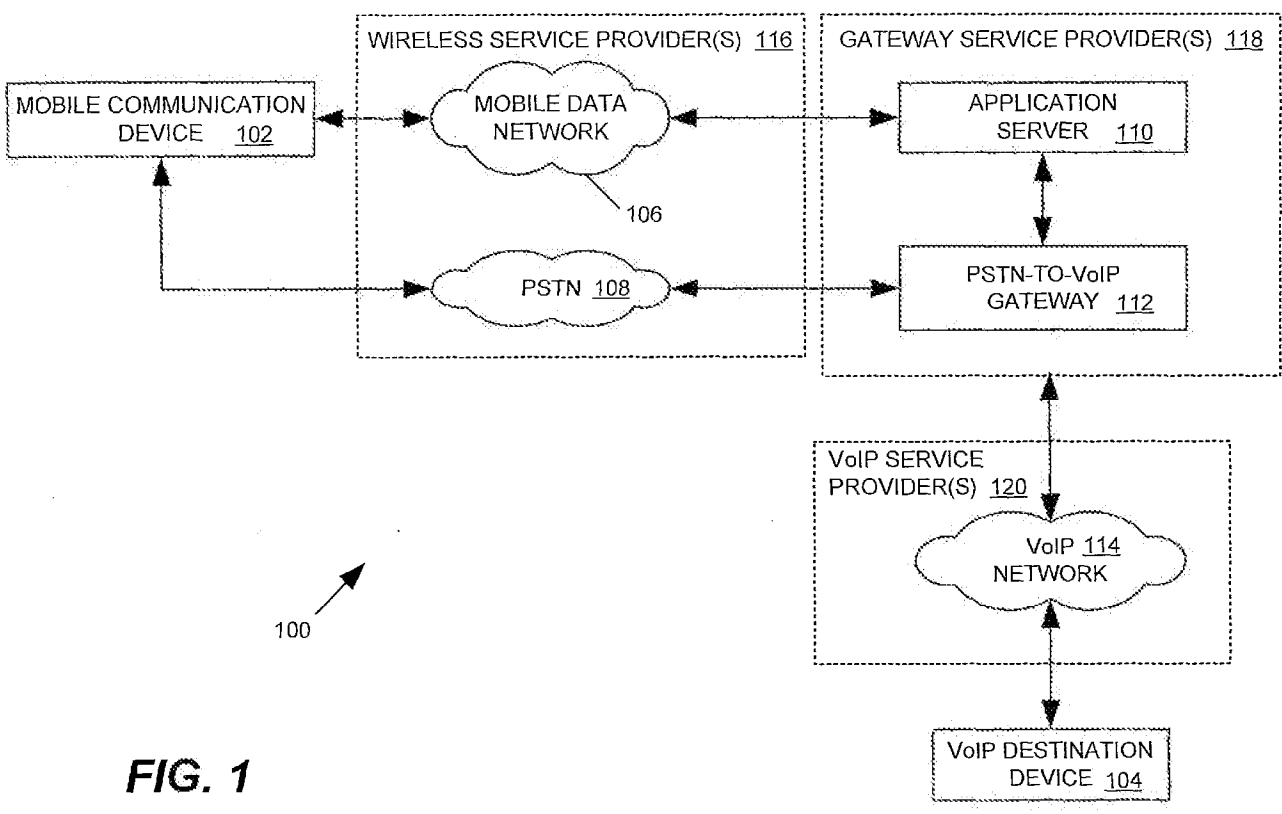 WIRELESS SERVICE PROVIDER(S) 116
GATEWAY SERVICE PROVIDER(S) 118
MOBILE COMMUNICATION
DEVICE 102
MOBILE DATA
NETWORK
106
APPLICATION
SERVER 110
PSTN 108
PSTN-TO-VoIP
GATEWAY 112
VoIP SERVICE
PROVIDER(S) 120
VoIP 114
NETWORK
100
VoIP DESTINATION
DEVICE 104
FIG. 1